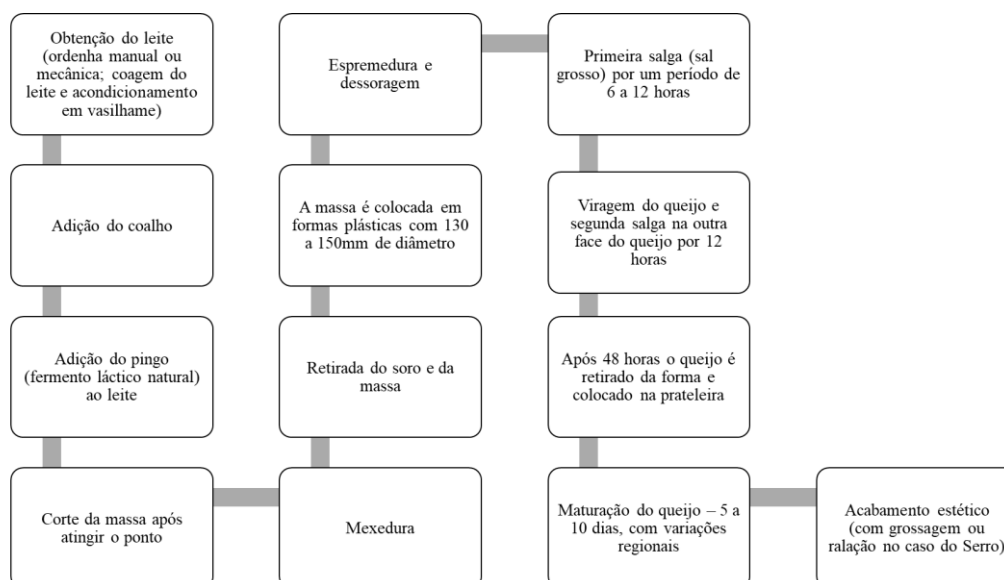 Obtenção do leite
(ordenha manual ou
mecânica; coagem do
leite e acondicionamento
em vasilhame)
Adição do coalho
Adição do pingo
(fermento láctico natural)
ao leite
Corte da massa após
atingir o ponto
Mexedura
Retirada do soro e da
massa
A massa é colocada em
formas plásticas com 130
a 150mm de diâmetro
Espremedura e
dessoragem
Primeira salga (sal
grosso) por um período de
6 a 12 horas
Viragem do queijo e
segunda salga na outra
face do queijo por 12
horas
Após 48 horas o queijo é
retirado da forma e
colocado na prateleira
Maturação do queijo – 5 a
10 dias, com variações
regionais
Acabamento estético
(com grossagem ou
ralação no caso do Serro)